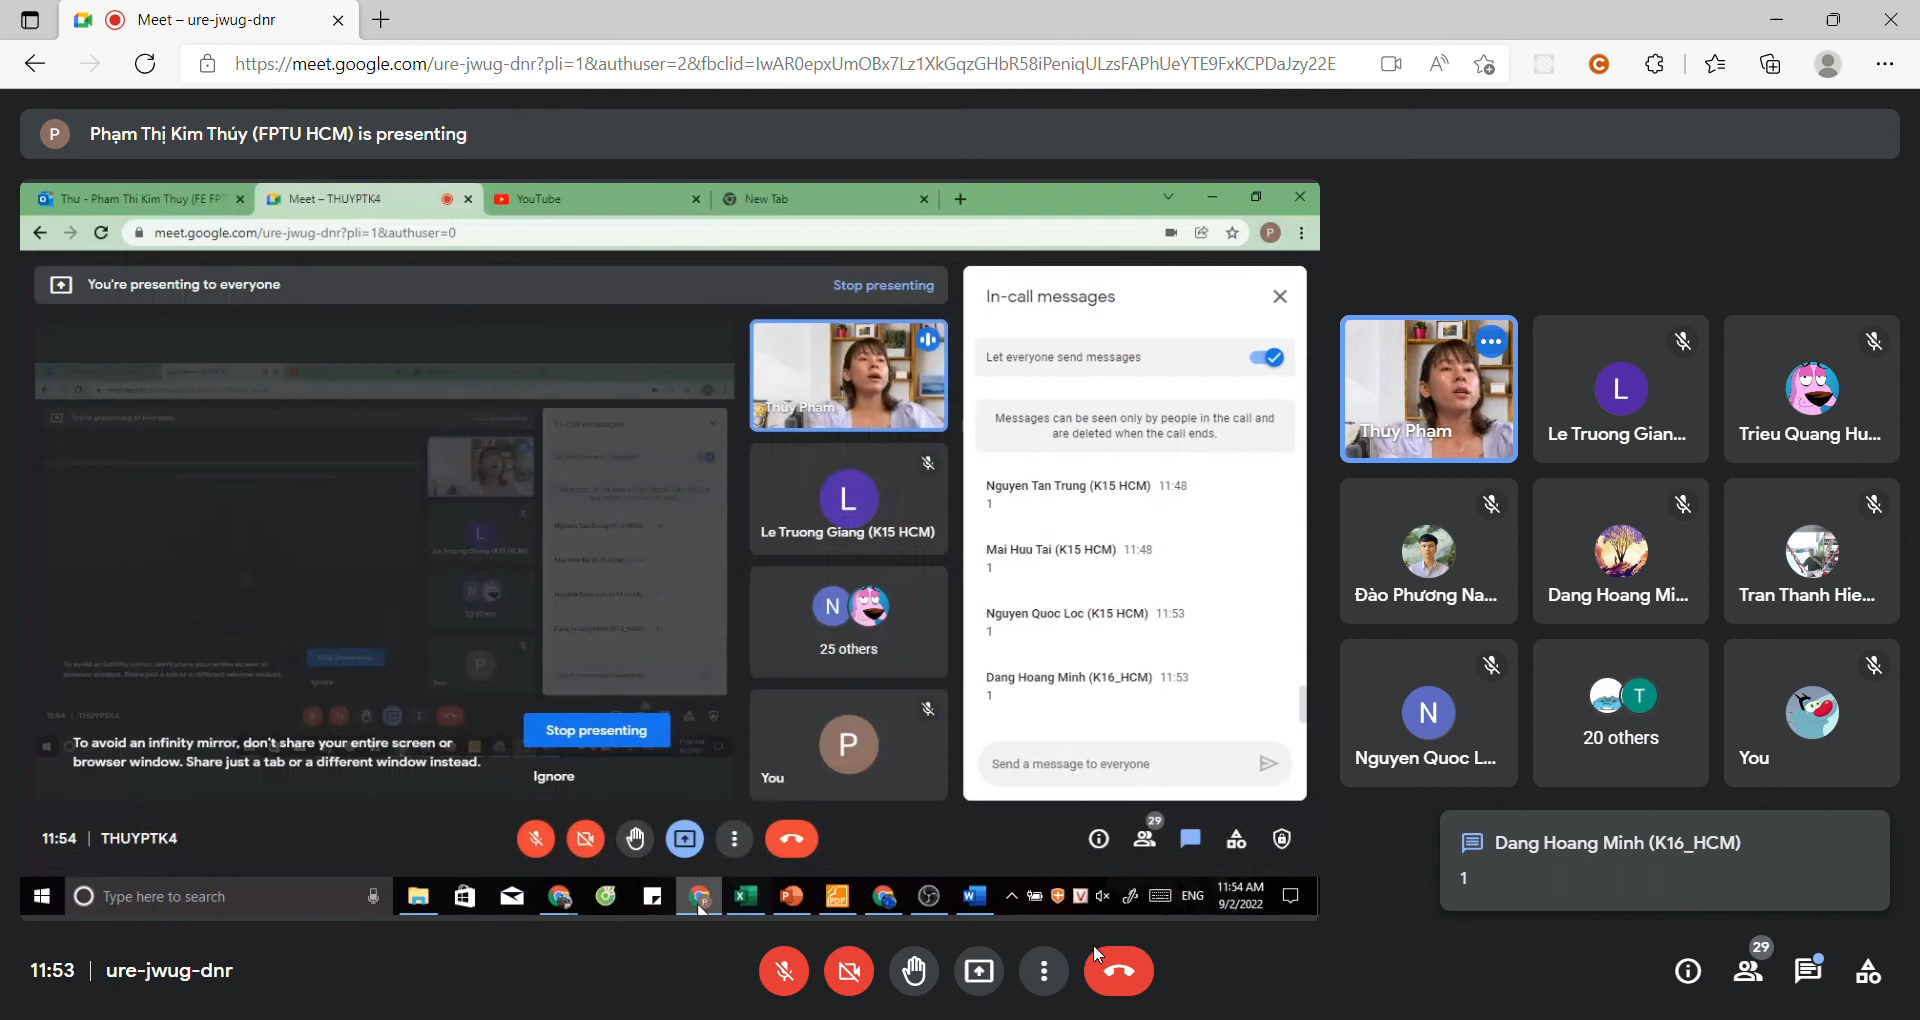 Meet – ure-jwug-dnr
https://meet.google.com/ure-jwug-dnr?pli=1&authuser=2&fbclid=IwAR0epxUmOBx7Lz1XkGqzGHbR58iPeniqULzsFAPhUeYTE9FxKCPDaJzy22E
P
Phạm Thị Kim Thúy (FPTU HCM) is presenting
Thư - Pham Thi Kim Thuy (FE FPT
Meet – THUYPTK4
YouTube
New Tab
meet.google.com/ure-jwug-dnr?pli=1&authuser=0
P
You're presenting to everyone
Stop presenting
In-call messages
Let everyone send messages
Messages can be seen only by people in the call and
are deleted when the call ends.
Nguyen Tan Trung (K15 HCM) 11:48
1
Mai Huu Tai (K15 HCM) 11:48
1
Nguyen Quoc Loc (K15 HCM) 11:53
1
Dang Hoang Minh (K16_HCM) 11:53
1
Send a message to everyone
Thúy Phạm
L
Le Truong Giang (K15 HCM)
N
25 others
P
You
To avoid an infinity mirror, don't share your entire screen or
browser window. Share just a tab or a different window instead.
Stop presenting
Ignore
11:54 | THUYPTK4
29
Type here to search
ENG
11:54 AM
9/2/2022
Thúy Phạm
L
Le Truong Gian...
Trieu Quang Hu...
Đào Phương Na...
Dang Hoang Mi...
Tran Thanh Hie...
N
Nguyen Quoc L...
T
20 others
You
Dang Hoang Minh (K16_HCM)
1
11:53 | ure-jwug-dnr
29